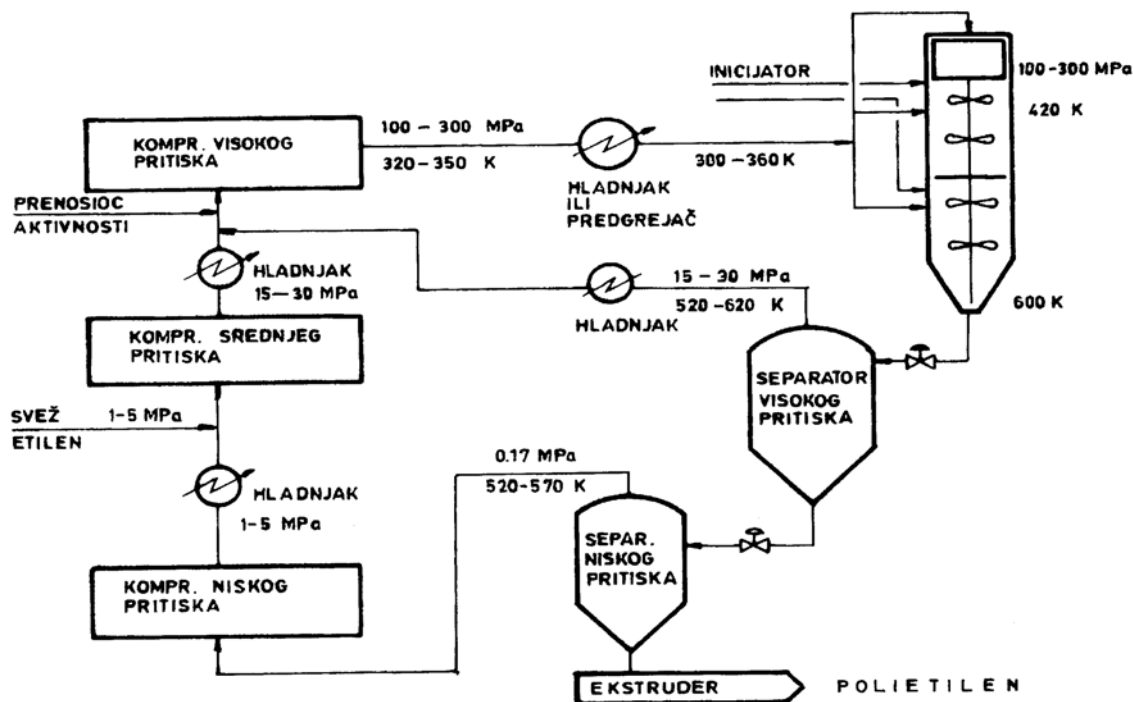 INICIJATOR
100-300 MPa
420 K
KOMPR. VISOKOG
PRITISKA
100 - 300 MPa
320-350 K
300-360 K
HLADNJAK
ILI
PREDGREJAČ
PRENOSIOC
AKTIVNOSTI
HLADNJAK
15-30 MPa
15-30 MPa
520-620 K
HLADNJAK
600 K
KOMPR. SREDNJEG
PRITISKA
SEPARATOR
VISOKOG
PRITISKA
SVEŽ 1-5 MPa
ETILEN
0.17 MPa
520-570 K
HLADNJAK
1-5 MPa
SEPAR.
NISKOG
PRITISKA
KOMPR. NISKOG
PRITISKA
EKSTRUDER
POLIETILEN